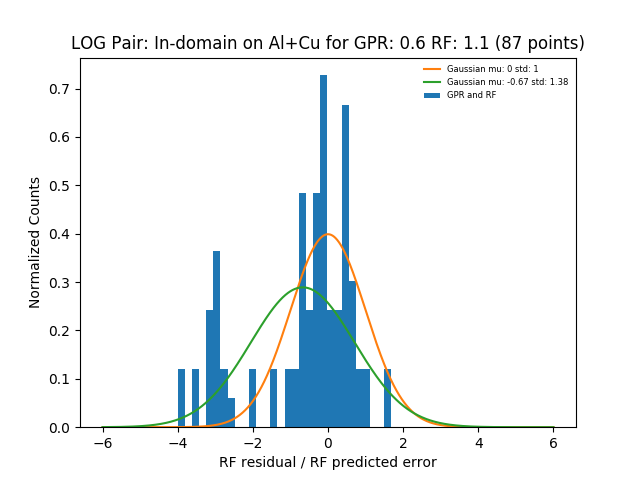 LOG Pair: In-domain on Al+Cu for GPR: 0.6 RF: 1.1 (87 points)
Gaussian mu: 0 std: 1
Gaussian mu: -0.67 std: 1.38
GPR and RF
Normalized Counts
0.7
0.6
0.5
0.4
0.3
0.2
0.1
0.0
−6 −4 −2 0 2 4 6
RF residual / RF predicted error